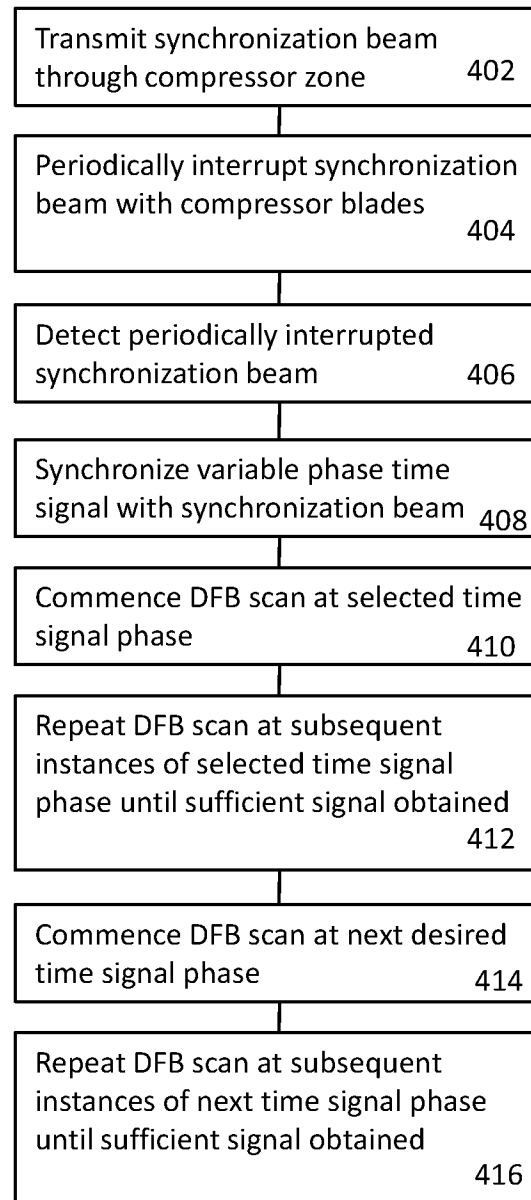 Transmit synchronization beam
through compressor zone 402
Periodically interrupt synchronization
beam with compressor blades
404
Detect periodically interrupted
synchronization beam 406
Synchronize variable phase time
signal with synchronization beam 408
Commence DFB scan at selected time
signal phase 410
Repeat DFB scan at subsequent
instances of selected time signal
phase until sufficient signal obtained
412
Commence DFB scan at next desired
time signal phase 414
Repeat DFB scan at subsequent
instances of next time signal phase
until sufficient signal obtained
416